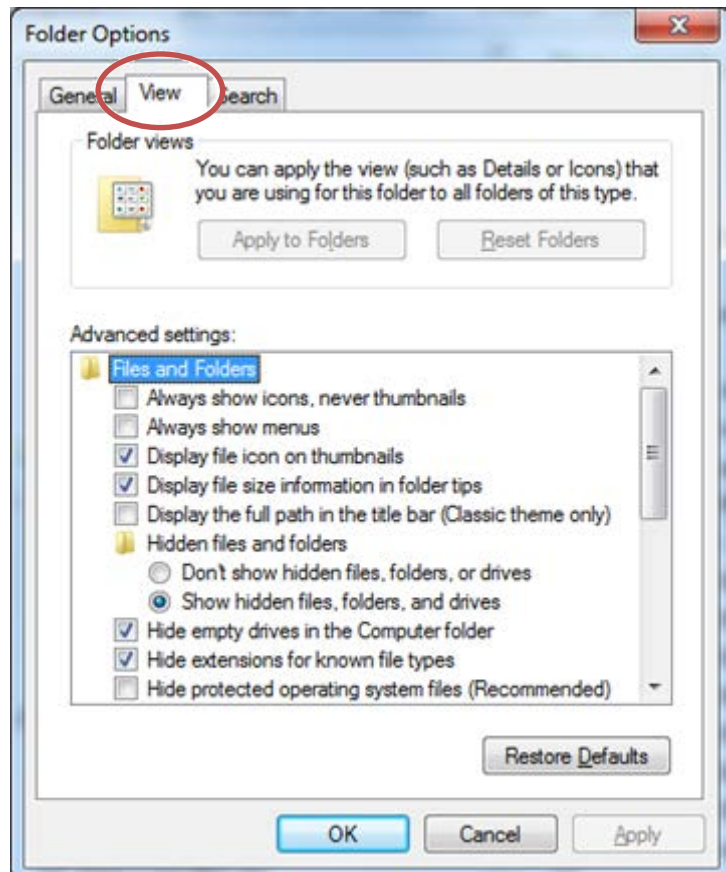 Folder Options
General View Search
Folder views
You can apply the view (such as Details or Icons) that
you are using for this folder to all folders of this type.
Apply to Folders Reset Folders
Advanced settings:
Files and Folders
Always show icons, never thumbnails
Always show menus
Display file icon on thumbnails
Display file size information in folder tips
Display the full path in the title bar (Classic theme only)
Hidden files and folders
Don't show hidden files, folders, or drives
Show hidden files, folders, and drives
Hide empty drives in the Computer folder
Hide extensions for known file types
Hide protected operating system files (Recommended)
Restore Defaults
OK Cancel Apply